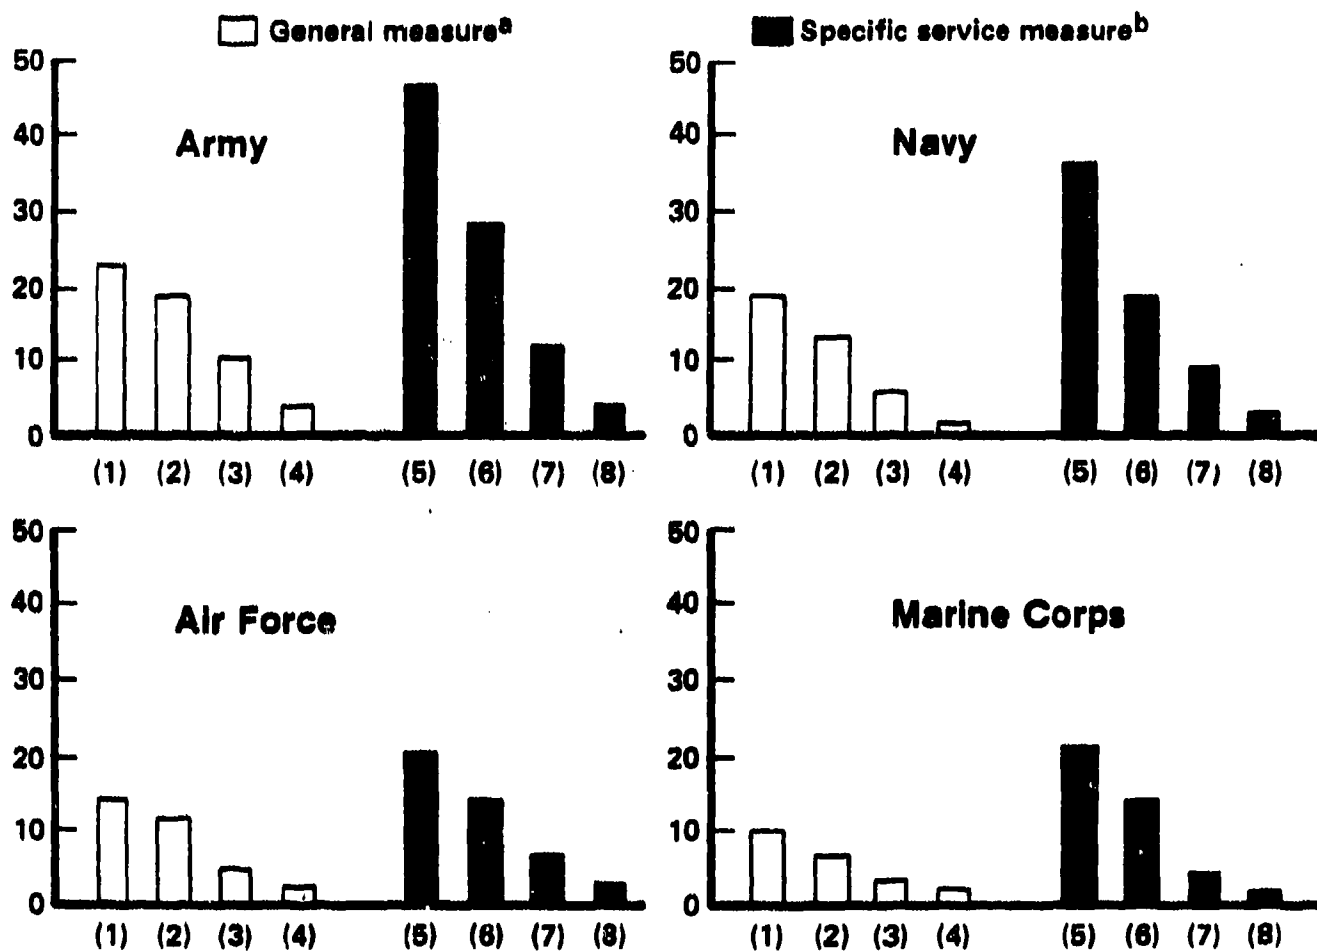 General measureᵃ Specific service measureᵇ
50 50
40 Army 40 Navy
30 30
20 20
10 10
0 0
(1) (2) (3) (4) (5) (6) (7) (8) (1) (2) (3) (4) (5) (6) (7) (8)
50 50
40 Air Force 40 Marine Corps
30 30
20 20
10 10
0 0
(1) (2) (3) (4) (5) (6) (7) (8) (1) (2) (3) (4) (5) (6) (7) (8)